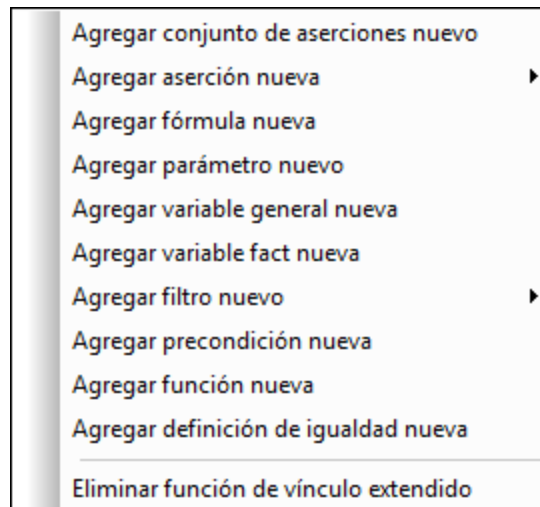 Agregar conjunto de aserciones nuevo
Agregar aserción nueva
Agregar fórmula nueva
Agregar parámetro nuevo
Agregar variable general nueva
Agregar variable fact nueva
Agregar filtro nuevo
Agregar precondición nueva
Agregar función nueva
Agregar definición de igualdad nueva
Eliminar función de vínculo extendido